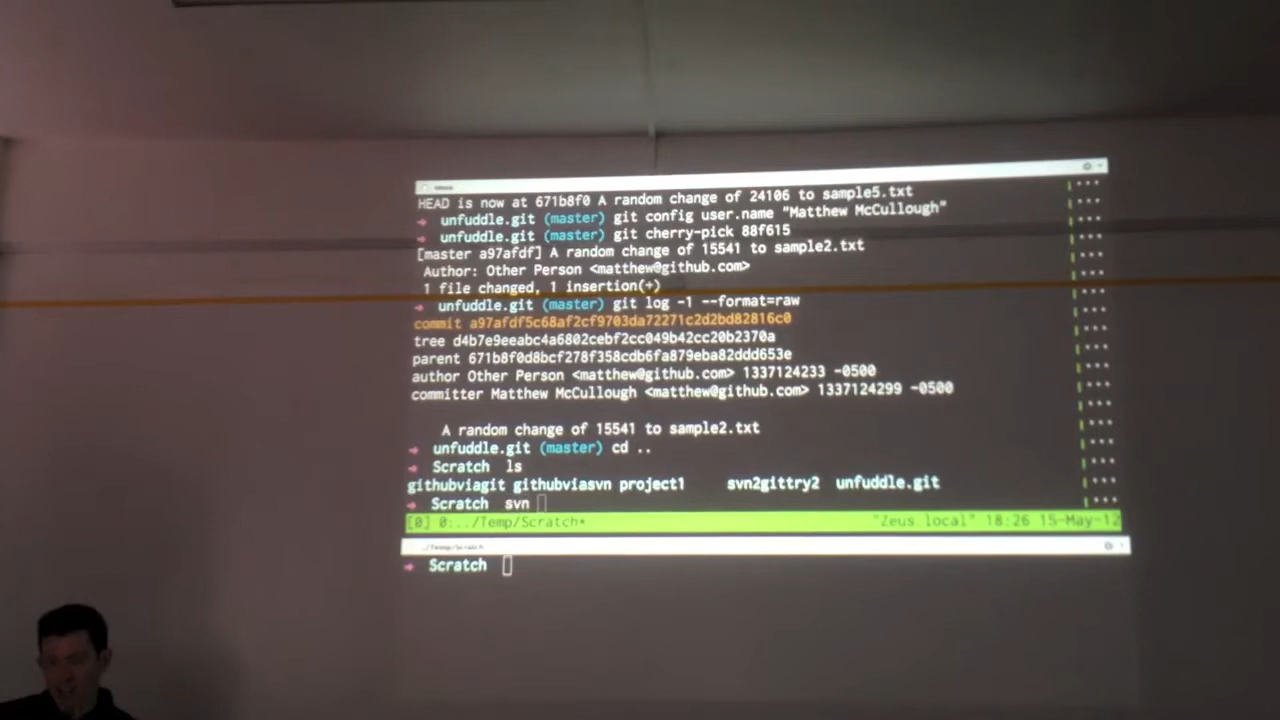 HEAD is now at 671b8f0 A random change of 24106 to sample5.txt
→ unfuddle.git (master) git config user.name "Matthew McCullough"
→ unfuddle.git (master) git cherry-pick 88f615
[master a97afdf] A random change of 15541 to sample2.txt
Author: Other Person <matthew@github.com>
1 file changed, 1 insertion(+)
unfuddle.git (master) git log -1 --format=raw
commit a97afdf5c68af2cf9703da72271c2d2bd82816c0
tree d4b7e9eeabc4a6802cebf2cc049b42cc20b2370a
parent 671b8f0d8bcf278f358cdb6fa879eba82ddd653e
author Other Person <matthew@github.com> 1337124233 -0500
committer Matthew McCullough <matthew@github.com> 1337124299 -0500
A random change of 15541 to sample2.txt
→ unfuddle.git (master) cd ..
→ Scratch ls
githubviagit githubviasvn project1 svn2gittry2 unfuddle.git
→ Scratch svn
[0] 0:../Temp/Scratch* "Zeus.local" 18:26 15-May-12
../Temp/Scratch
→ Scratch